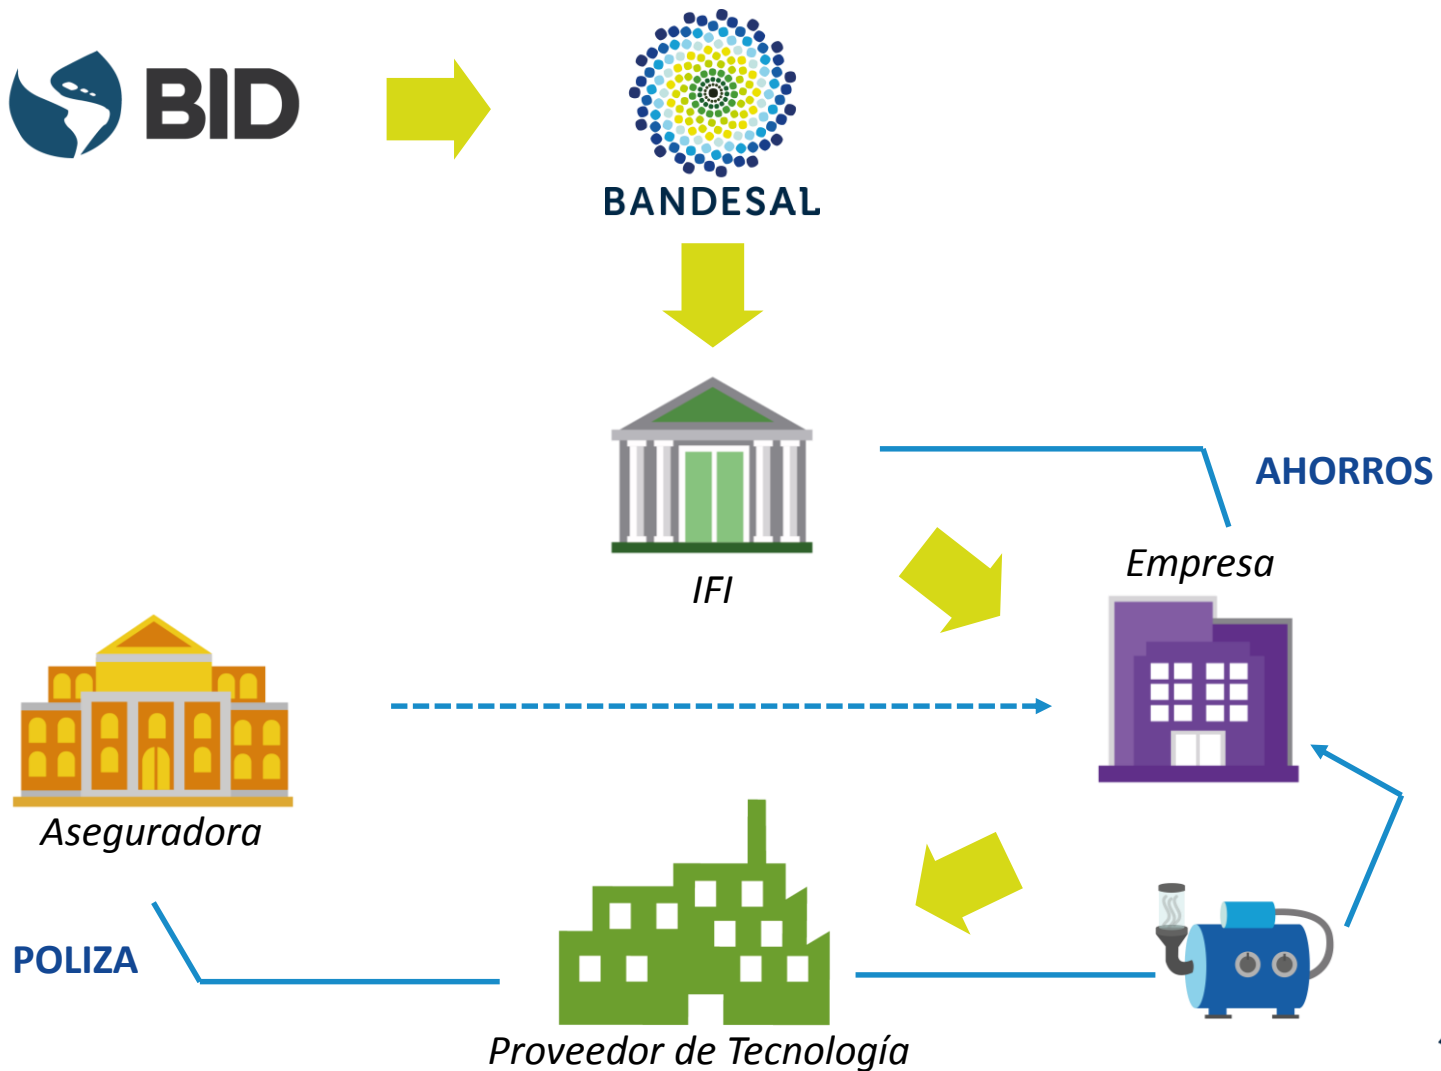 BID
BANDESAL
AHORROS
IFI
Empresa
Aseguradora
POLIZA
Proveedor de Tecnología